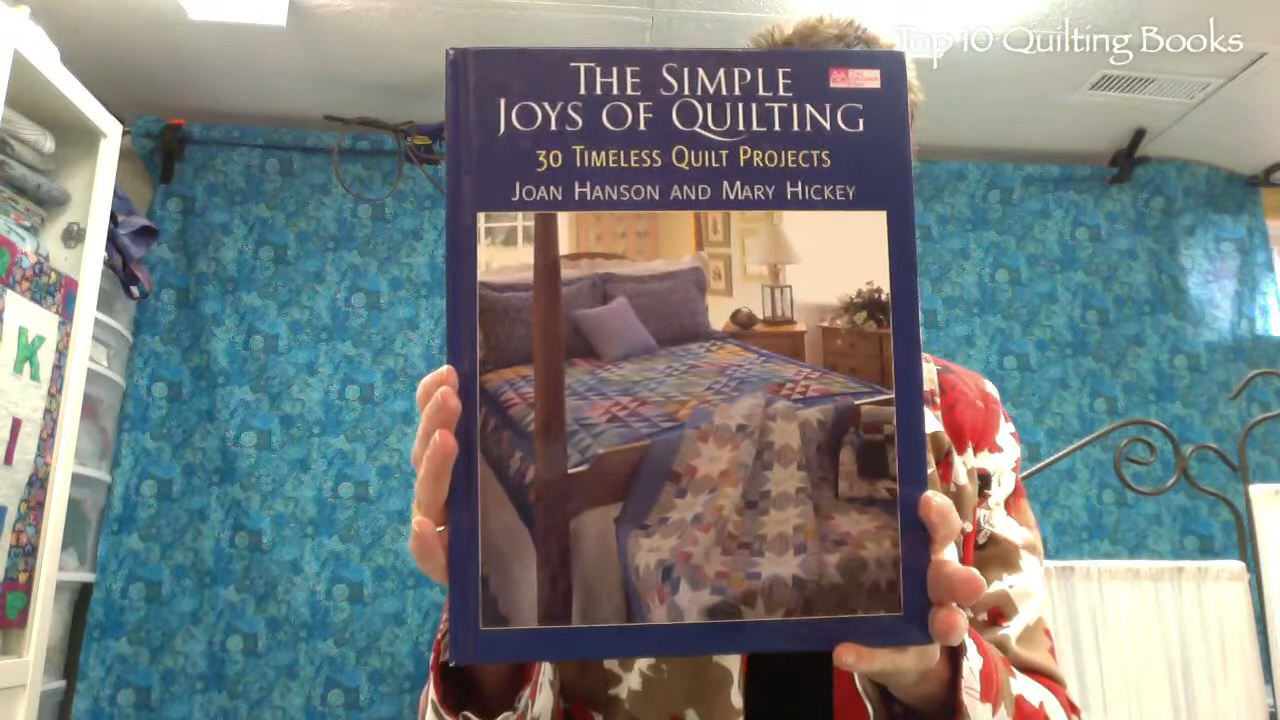 Top 10 Quilting Books
THE SIMPLE
JOYS OF QUILTING
30 TIMELESS QUILT PROJECTS
JOAN HANSON AND MARY HICKEY
K